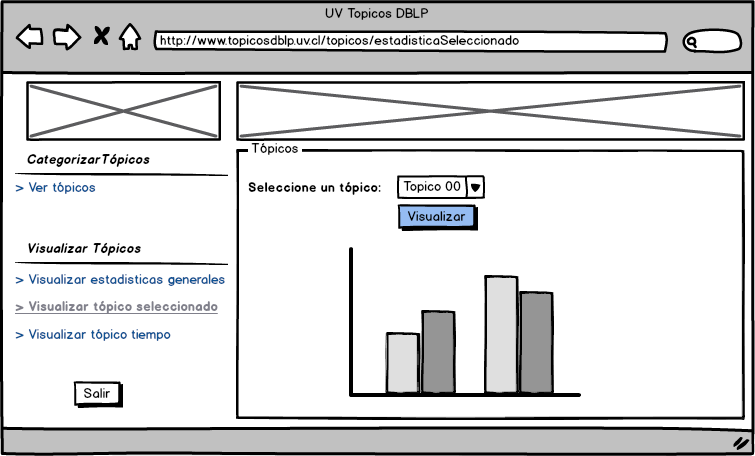 UV Topicos DBLP
http://www.topicosdblp.uv.cl/topicos/estadisticaSeleccionado
CategorizarTópicos
> Ver tópicos
Visualizar Tópicos
> Visualizar estadisticas generales
> Visualizar tópico seleccionado
> Visualizar tópico tiempo
Salir
Tópicos
Seleccione un tópico: Topico 00
Visualizar